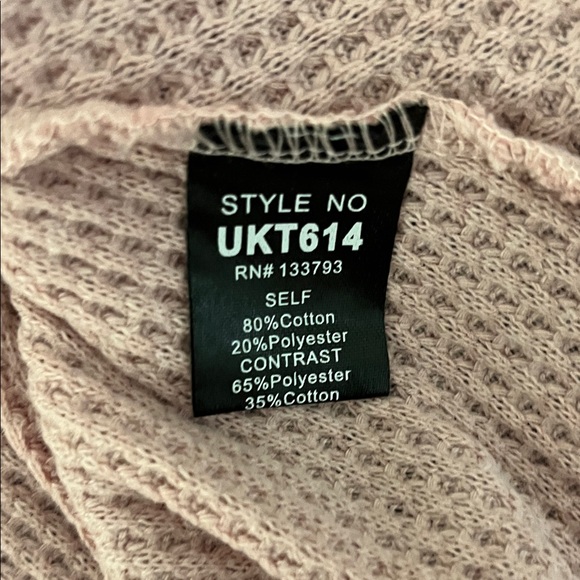 STYLE NO
UKT614
RN# 133793
SELF
80%Cotton
20%Polyester
CONTRAST
65%Polyester
35%Cotton